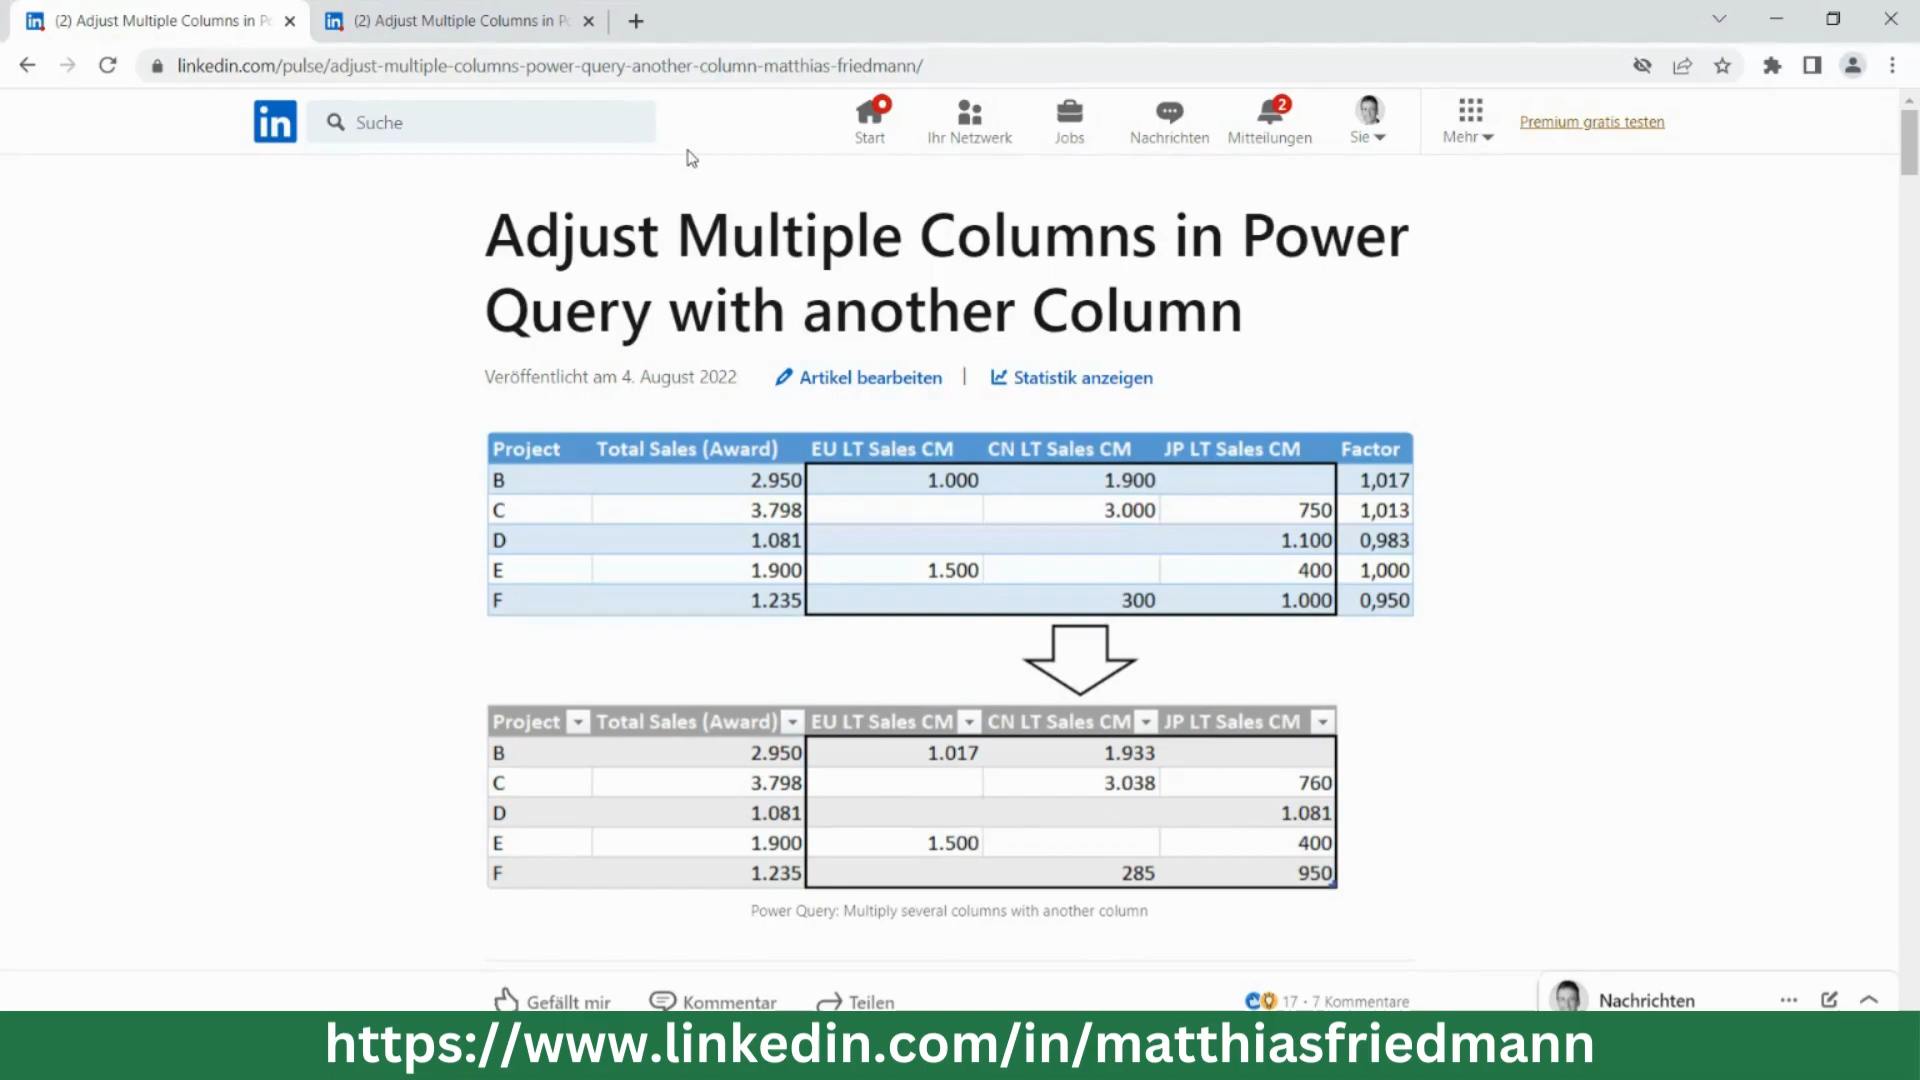 (2) Adjust Multiple Columns in P
(2) Adjust Multiple Columns in P
linkedin.com/pulse/adjust-multiple-columns-power-query-another-column-matthias-friedmann/
in
Suche
Start
Ihr Netzwerk
Jobs
Nachrichten
2
Mitteilungen
Sie
Mehr
Premium gratis testen
Adjust Multiple Columns in Power
Query with another Column
Veröffentlicht am 4. August 2022
Artikel bearbeiten | Statistik anzeigen
Project Total Sales (Award) EU LT Sales CM CN LT Sales CM JP LT Sales CM Factor
B 2.950 1.000 1.900 1,017
C 3.798 3.000 750 1,013
D 1.081 1.100 0,983
E 1.900 1.500 400 1,000
F 1.235 300 1.000 0,950
Project Total Sales (Award) EU LT Sales CM CN LT Sales CM JP LT Sales CM
B 2.950 1.017 1.933
C 3.798 3.038 760
D 1.081 1.081
E 1.900 1.500 400
F 1.235 285 950
Power Query: Multiply several columns with another column
Gefällt mir Kommentar Teilen 17 · 7 Kommentare
Nachrichten
https://www.linkedin.com/in/matthiasfriedmann